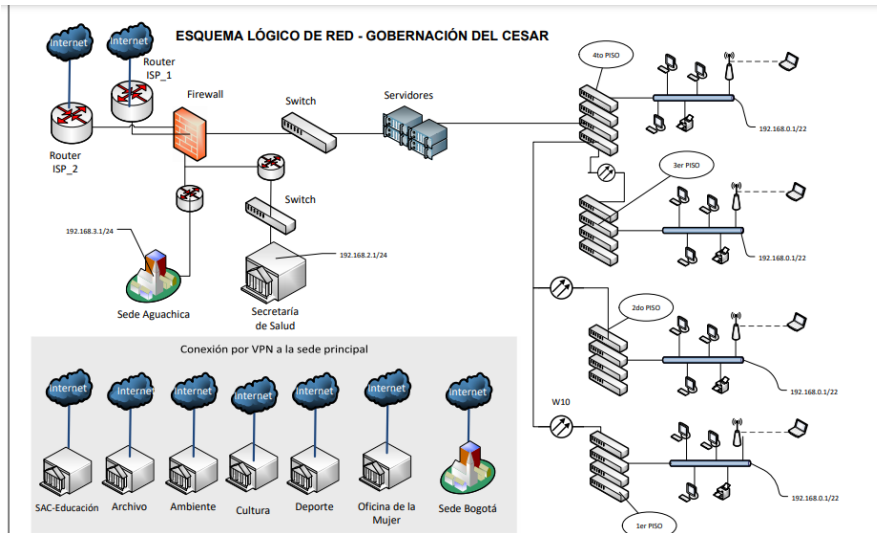 ESQUEMA LÓGICO DE RED - GOBERNACIÓN DEL CESAR
Internet
Internet
Router
ISP_1
Firewall
Switch
Servidores
4to PISO
192.168.0.1/22
Router
ISP_2
3er PISO
Switch
192.168.3.1/24
192.168.2.1/24
192.168.0.1/22
Sede Aguachica
Secretaría
de Salud
2do PISO
Conexión por VPN a la sede principal
Internet
Internet
Internet
Internet
Internet
Internet
Internet
192.168.0.1/22
W10
SAC-Educación
Archivo
Ambiente
Cultura
Deporte
Oficina de la
Mujer
Sede Bogotá
192.168.0.1/22
1er PISO